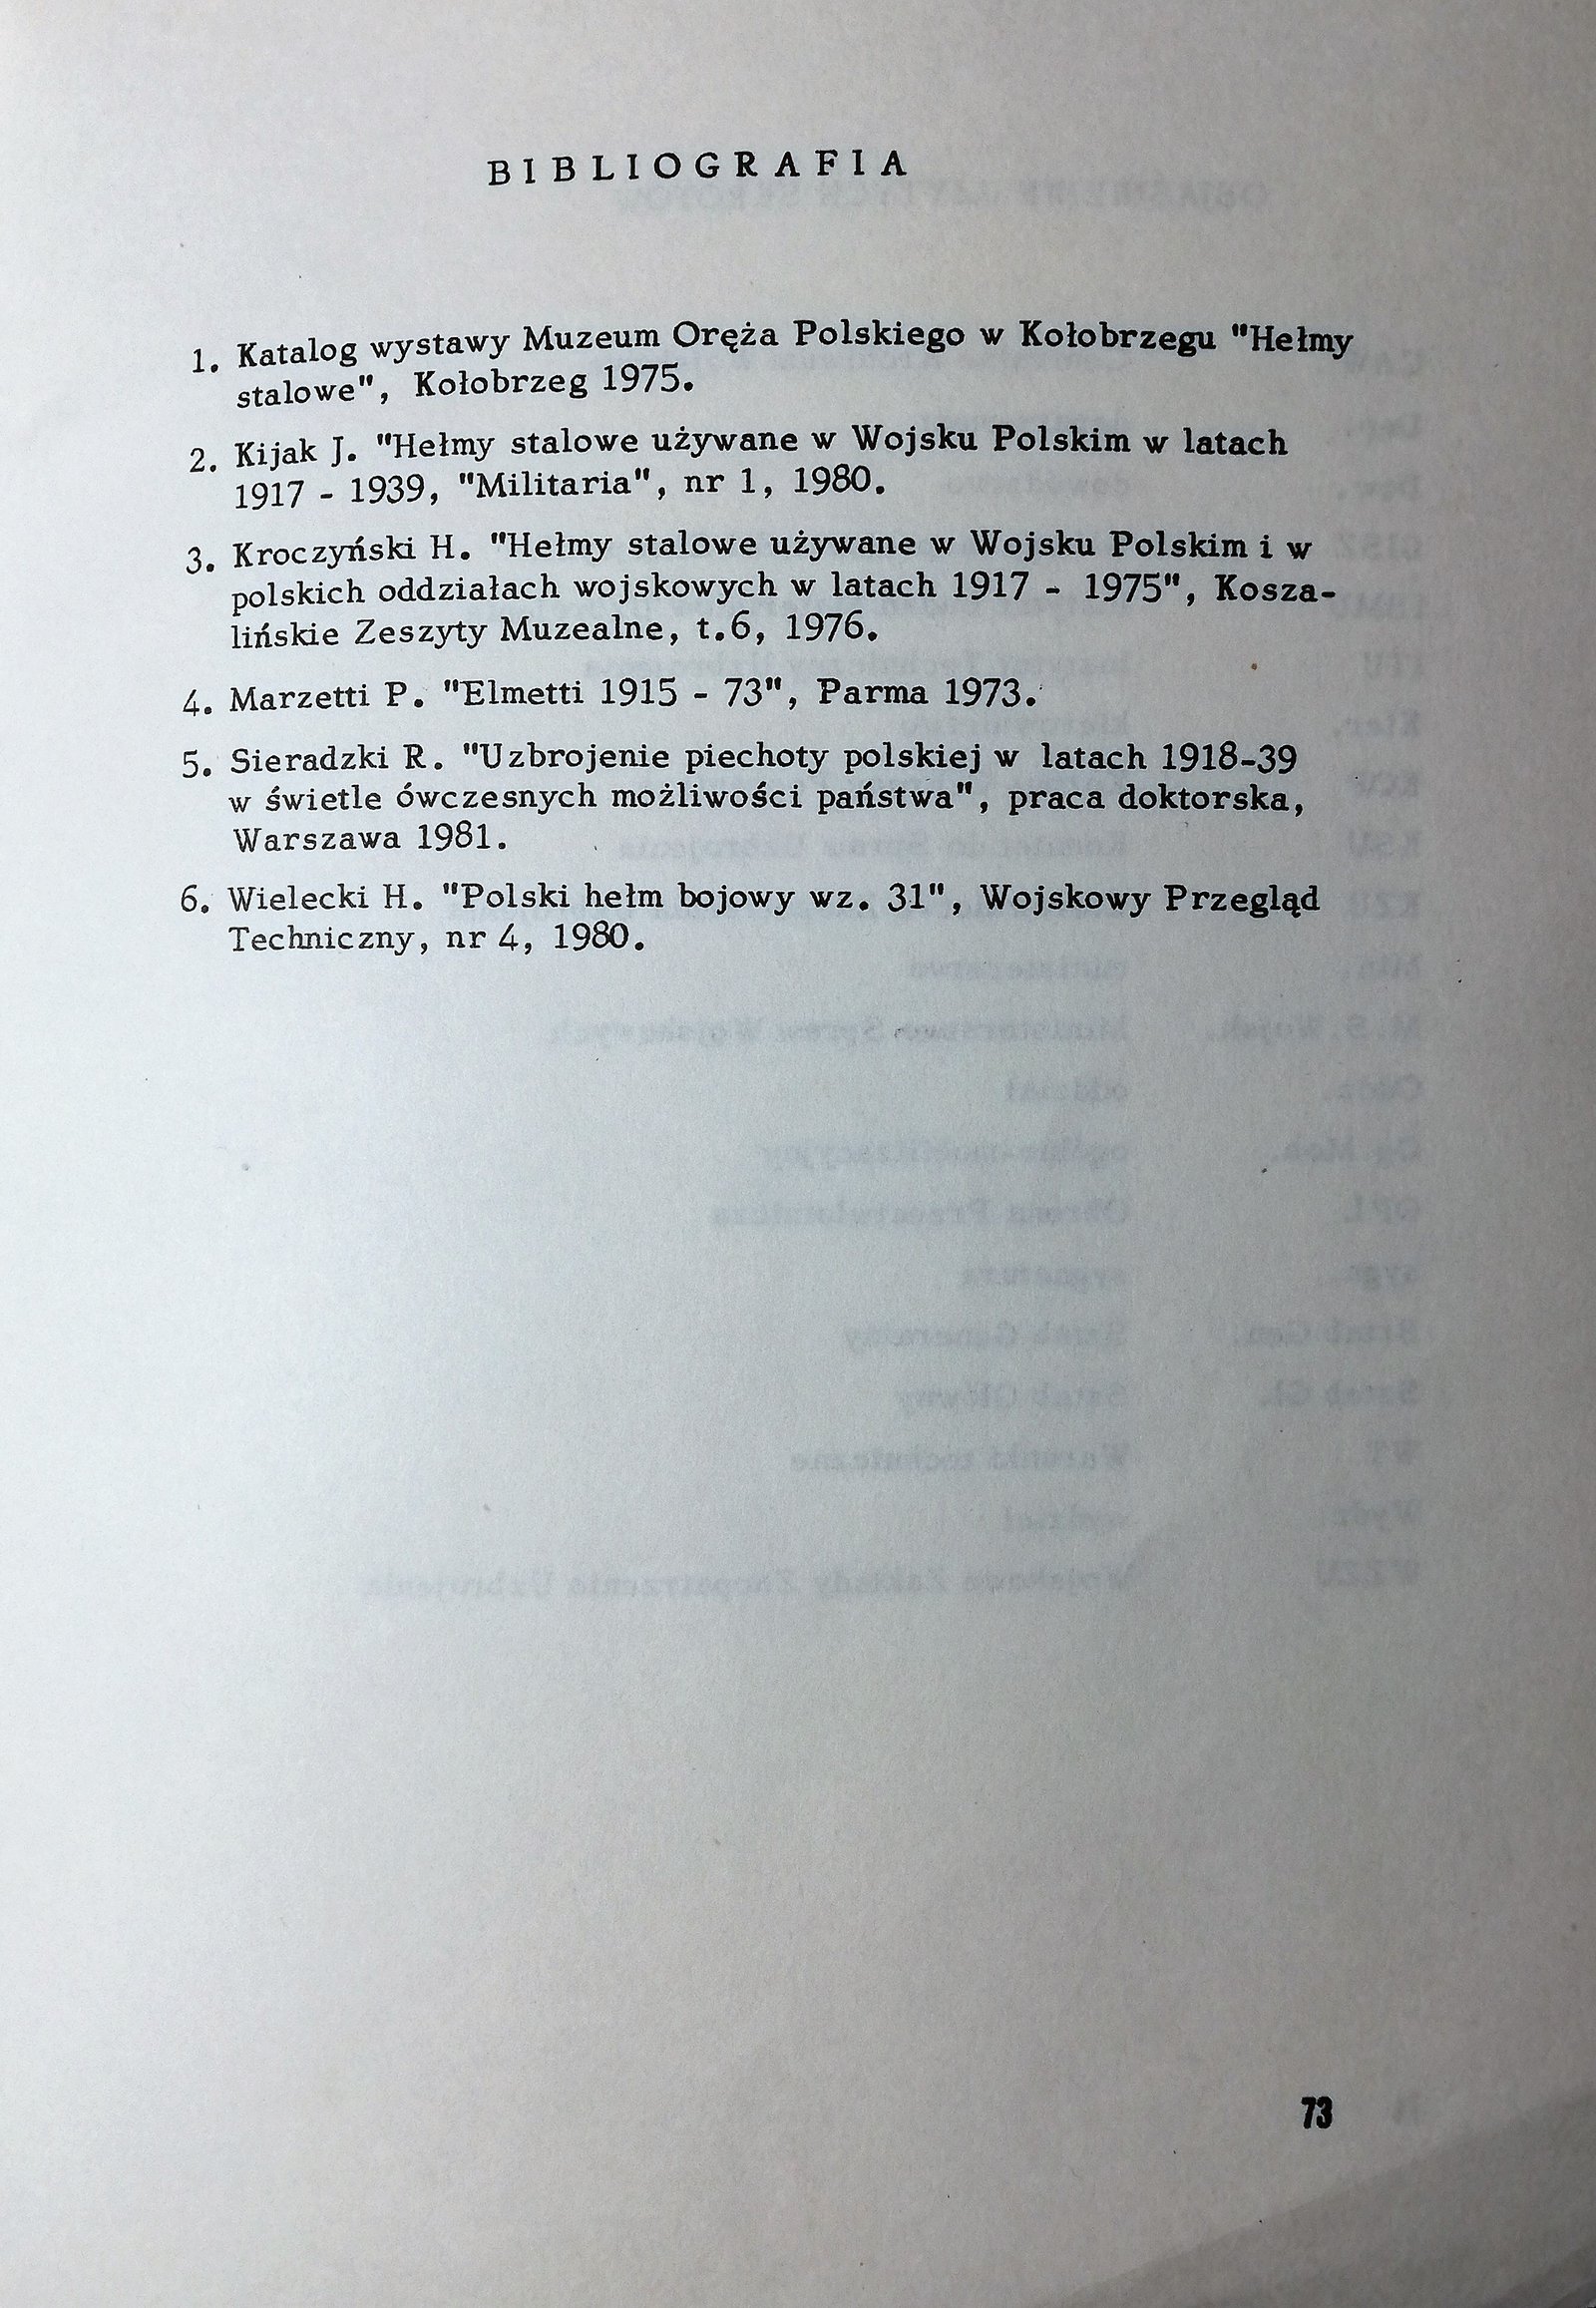 BIBLIOGRAFIA
1. Katalog wystawy Muzeum Oręża Polskiego w Kołobrzegu "Hełmy
stalowe", Kołobrzeg 1975.
2. Kijak J. "Hełmy stalowe używane w Wojsku Polskim w latach
1917 - 1939, "Militaria", nr 1, 1980.
3. Kroczyński H. "Hełmy stalowe używane w Wojsku Polskim i w
polskich oddziałach wojskowych w latach 1917 - 1975", Kosza-
lińskie Zeszyty Muzealne, t.6, 1976.
4. Marzetti P. "Elmetti 1915 - 73", Parma 1973.
5. Sieradzki R. "Uzbrojenie piechoty polskiej w latach 1918-39
w świetle ówczesnych możliwości państwa", praca doktorska,
Warszawa 1981.
6. Wielecki H. "Polski hełm bojowy wz. 31", Wojskowy Przegląd
Techniczny, nr 4, 1980.
73